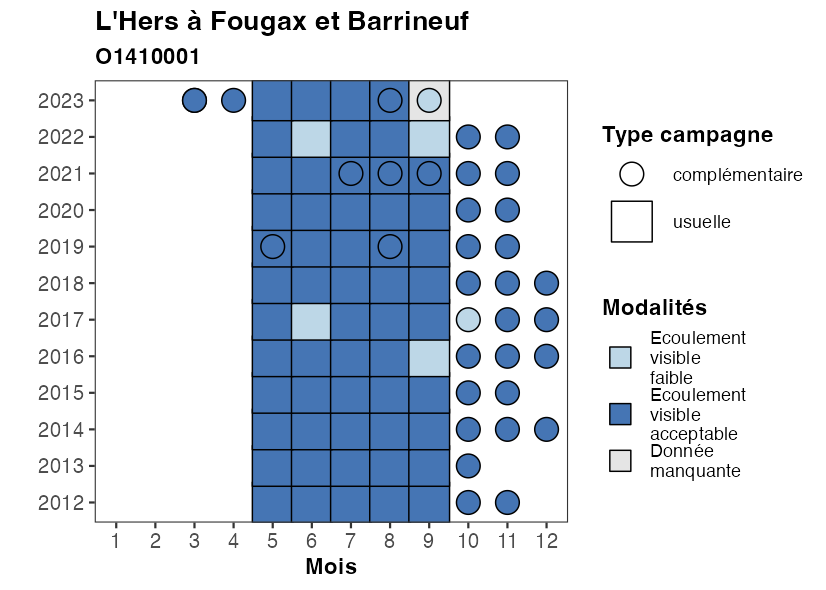 L'Hers à Fougax et Barrineuf
O1410001
2023
2022
2021
2020
2019
2018
2017
2016
2015
2014
2013
2012
1 2 3 4 5 6 7 8 9 10 11 12
Mois
Type campagne
complémentaire
usuelle
Modalités
Ecoulement
visible
faible
Ecoulement
visible
acceptable
Donnée
manquante